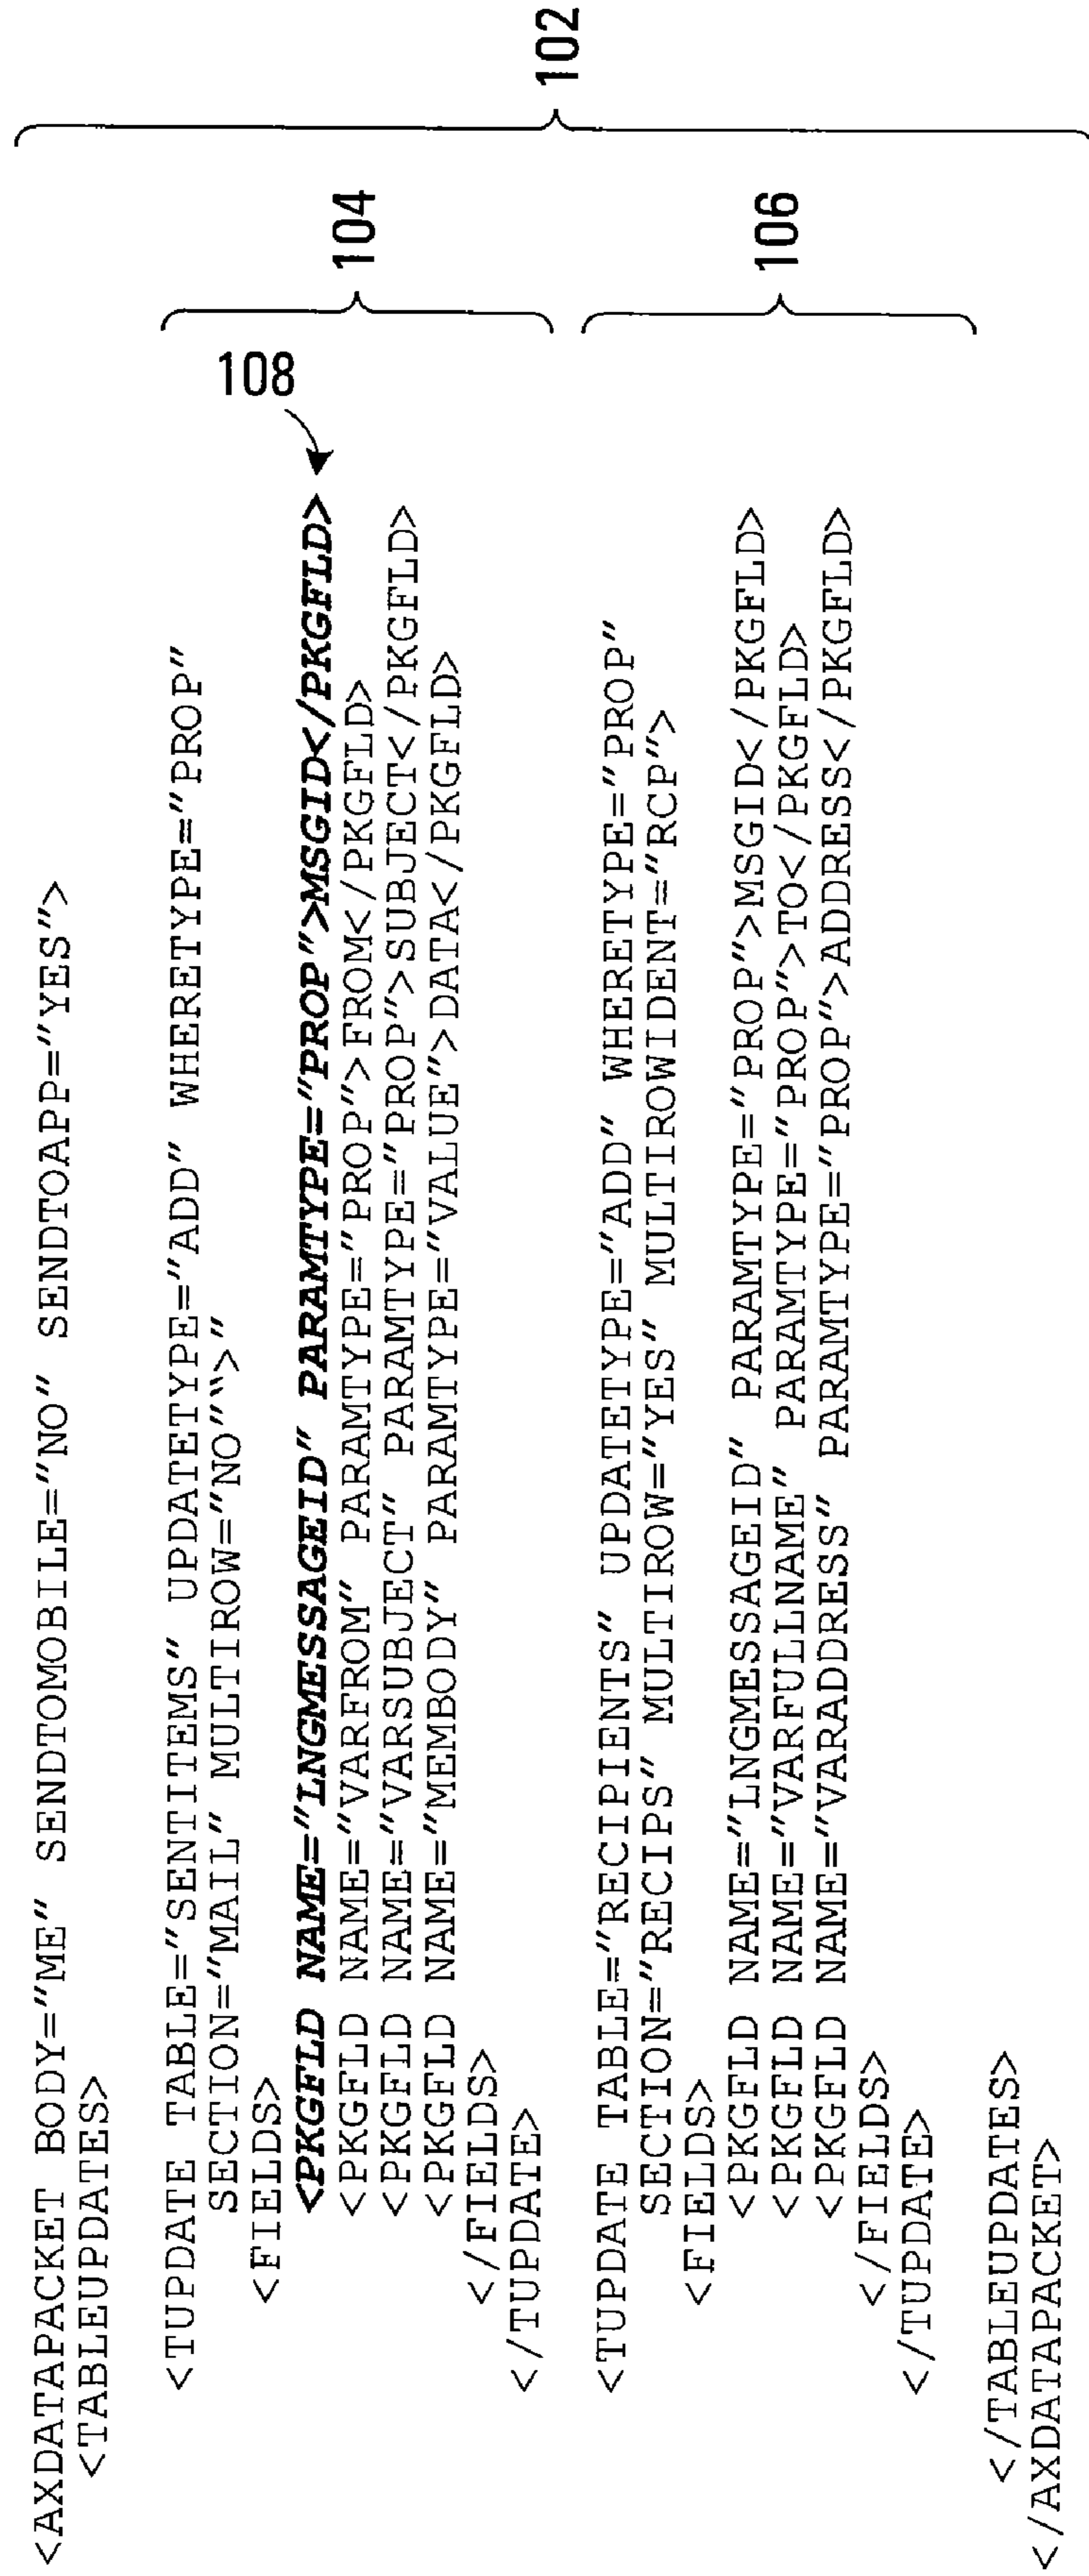 <AXDATAPACKET BODY="ME" SENDTOMOBILE="NO" SENDTOAPP="YES">
<TABLEUPDATES>
<TUPDATE TABLE="SENTITEMS" UPDATETYPE="ADD" WHERETYPE="PROP"
SECTION="MAIL" MULTIROW="NO"“>"
<FIELDS>
<PKGFLD NAME="LNGMESSAGEID" PARAMTYPE="PROP">MSGID</PKGFLD>
<PKGFLD NAME="VARFROM" PARAMTYPE="PROP">FROM</PKGFLD>
<PKGFLD NAME="VARSUBJECT" PARAMTYPE="PROP">SUBJECT</PKGFLD>
<PKGFLD NAME="MEMBODY" PARAMTYPE="VALUE">DATA</PKGFLD>
</FIELDS>
</TUPDATE>
<TUPDATE TABLE="RECIPIENTS" UPDATETYPE="ADD" WHERETYPE="PROP"
SECTION="RECIPS" MULTIROW="YES" MULTIROWIDENT="RCP">
<FIELDS>
<PKGFLD NAME="LNGMESSAGEID" PARAMTYPE="PROP">MSGID</PKGFLD>
<PKGFLD NAME="VARFULLNAME" PARAMTYPE="PROP">TO</PKGFLD>
<PKGFLD NAME="VARADDRESS" PARAMTYPE="PROP">ADDRESS</PKGFLD>
</FIELDS>
</TUPDATE>
</TABLEUPDATES>
</AXDATAPACKET>
108
104
106
102